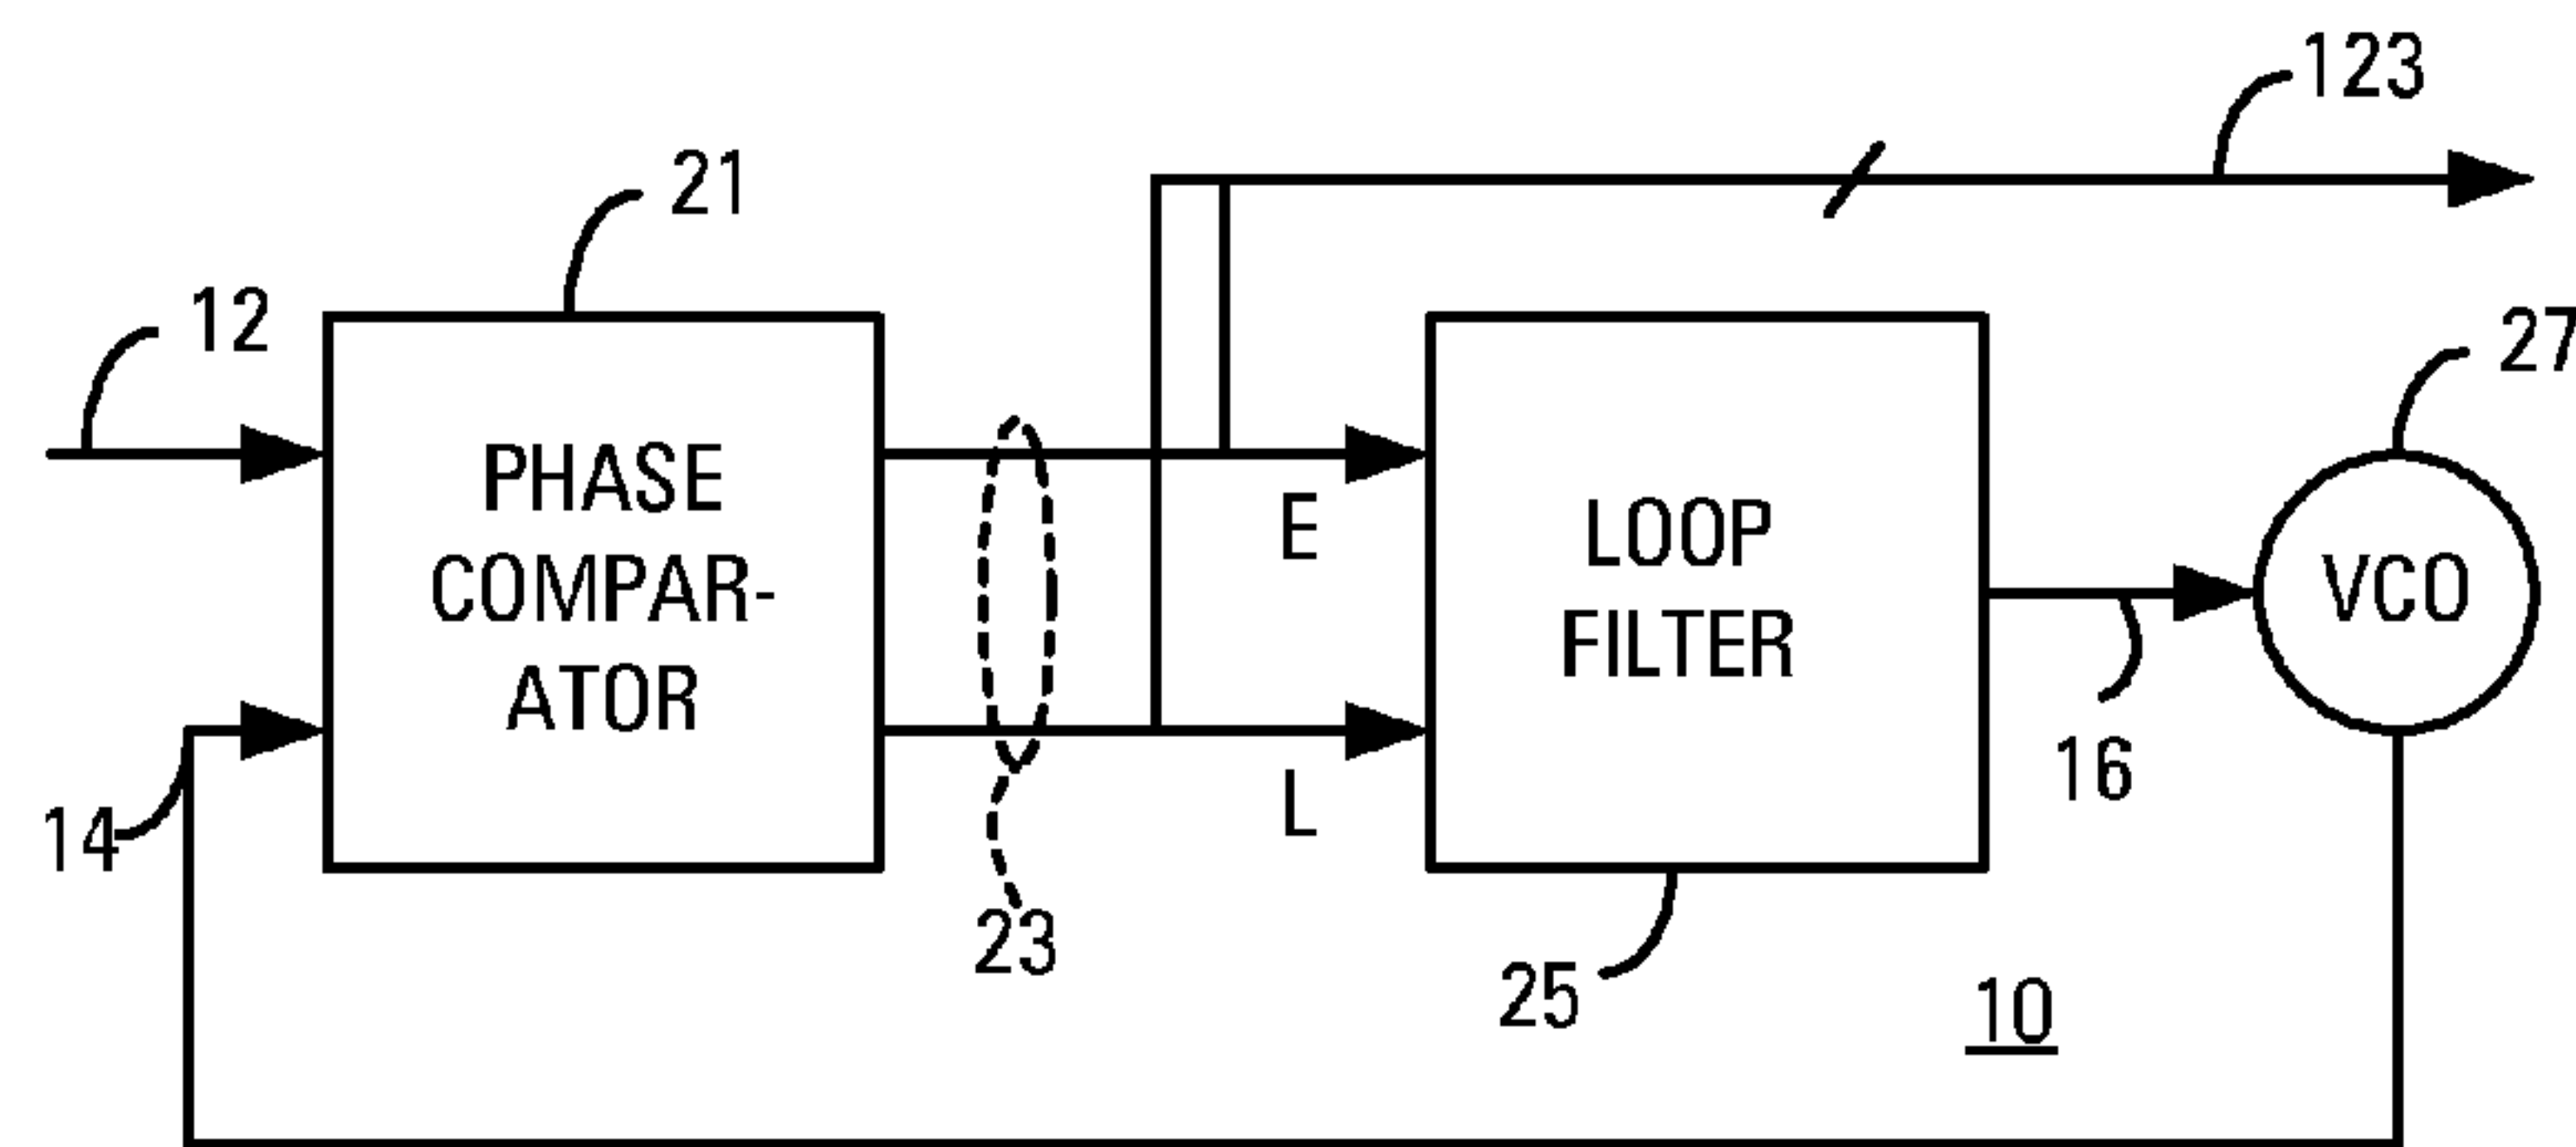 123
21
12
27
PHASE
COMPAR-
ATOR
E
LOOP
FILTER
VCO
L
16
14
23
25
10